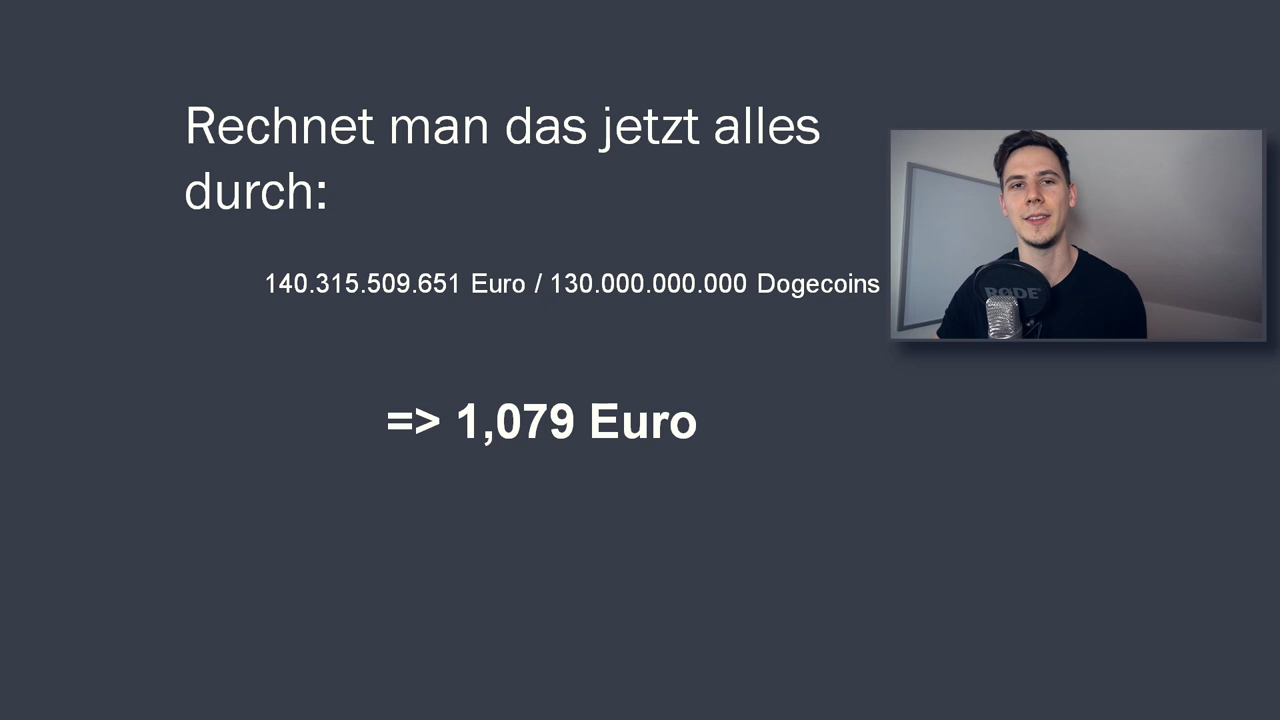 Rechnet man das jetzt alles
durch:
140.315.509.651 Euro / 130.000.000.000 Dogecoins
RØDE
=> 1,079 Euro